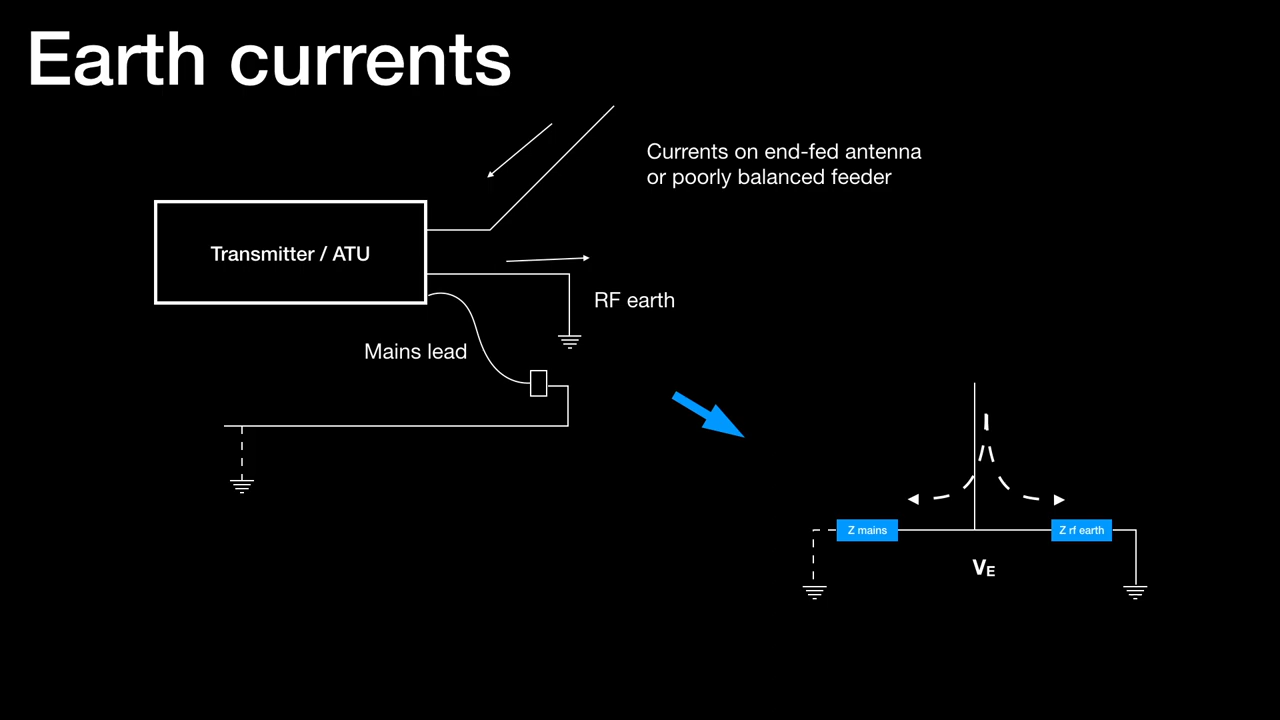 Earth currents
Currents on end-fed antenna
or poorly balanced feeder
Transmitter / ATU
RF earth
Mains lead
Z mains
Z rf earth
VE